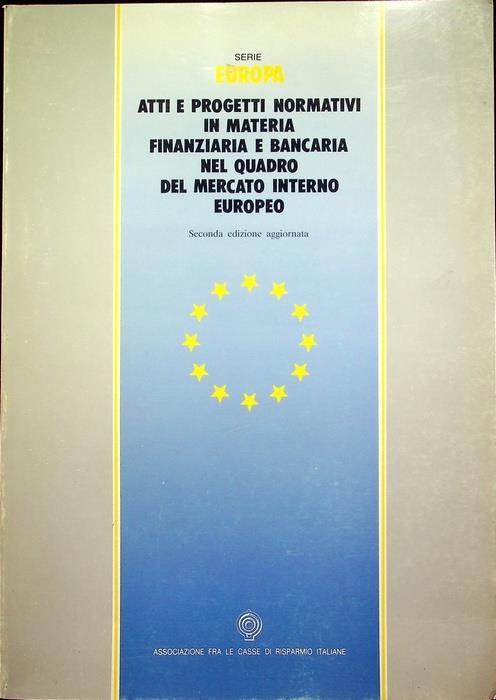 SERIE
EUROPA
ATTI E PROGETTI NORMATIVI
IN MATERIA
FINANZIARIA E BANCARIA
NEL QUADRO
DEL MERCATO INTERNO
EUROPEO
Seconda edizione aggiornata
ASSOCIAZIONE FRA LE CASSE DI RISPARMIO ITALIANE